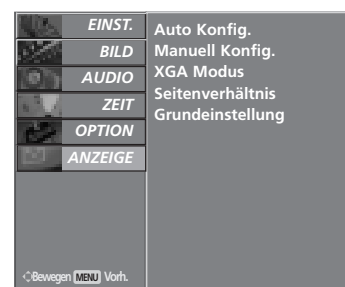 EINST.
BILD
AUDIO
ZEIT
OPTION
ANZEIGE
Auto Konfig.
Manuell Konfig.
XGA Modus
Seitenverhältnis
Grundeinstellung
Bewegen MENU Vorh.